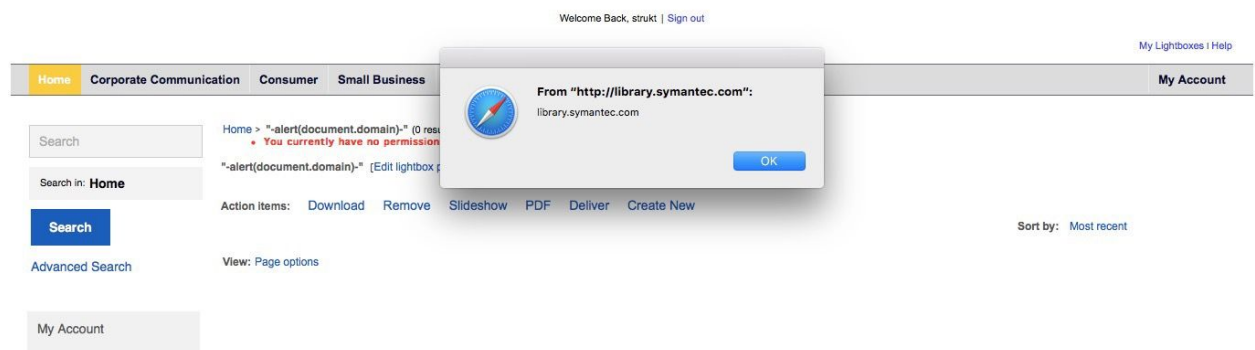 Welcome Back, strukt | Sign out
My Lightboxes | Help
Home Corporate Communication Consumer Small Business My Account
From "http://library.symantec.com":
library.symantec.com
OK
Search
Search in: Home
Search
Advanced Search
My Account
Home > "-alert(document.domain)-" (0
• You currently have no permission
"-alert(document.domain)-" [Edit lightbox
Action items: Download Remove Slideshow PDF Deliver Create New
Sort by: Most recent
View: Page options